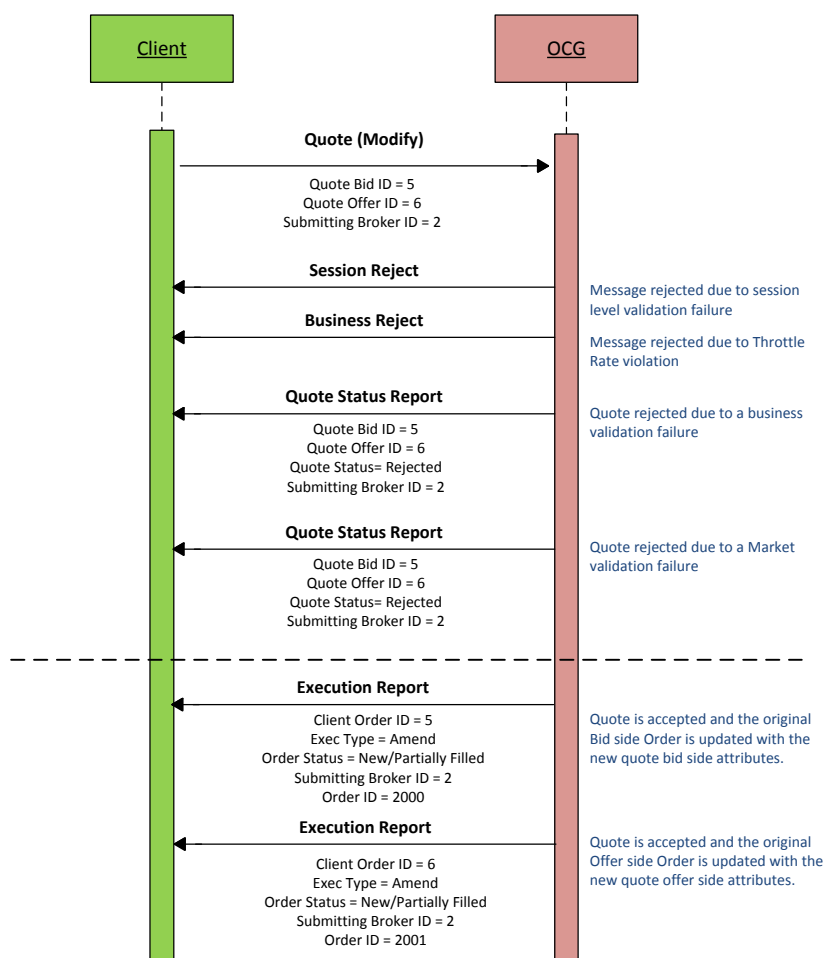 Client
OCG
Quote (Modify)
Quote Bid ID = 5
Quote Offer ID = 6
Submitting Broker ID = 2
Session Reject
Message rejected due to session
level validation failure
Business Reject
Message rejected due to Throttle
Rate violation
Quote Status Report
Quote Bid ID = 5
Quote Offer ID = 6
Quote Status= Rejected
Submitting Broker ID = 2
Quote rejected due to a business
validation failure
Quote Status Report
Quote Bid ID = 5
Quote Offer ID = 6
Quote Status= Rejected
Submitting Broker ID = 2
Quote rejected due to a Market
validation failure
Execution Report
Client Order ID = 5
Exec Type = Amend
Order Status = New/Partially Filled
Submitting Broker ID = 2
Order ID = 2000
Quote is accepted and the original
Bid side Order is updated with the
new quote bid side attributes.
Execution Report
Client Order ID = 6
Exec Type = Amend
Order Status = New/Partially Filled
Submitting Broker ID = 2
Order ID = 2001
Quote is accepted and the original
Offer side Order is updated with the
new quote offer side attributes.